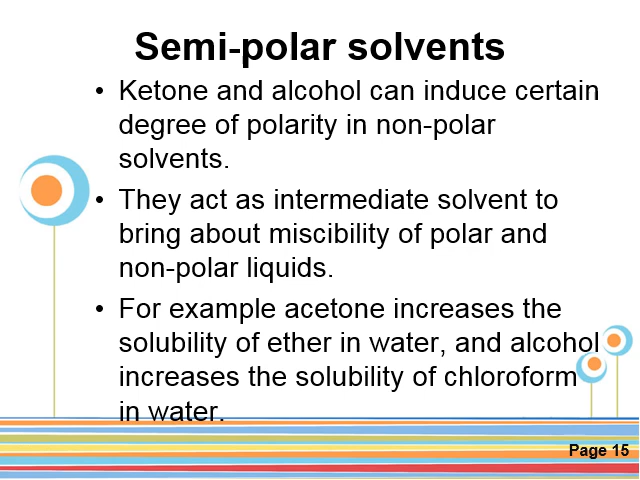 Semi-polar solvents
• Ketone and alcohol can induce certain
degree of polarity in non-polar
solvents.
• They act as intermediate solvent to
bring about miscibility of polar and
non-polar liquids.
• For example acetone increases the
solubility of ether in water, and alcohol
increases the solubility of chloroform
in water.
Page 15